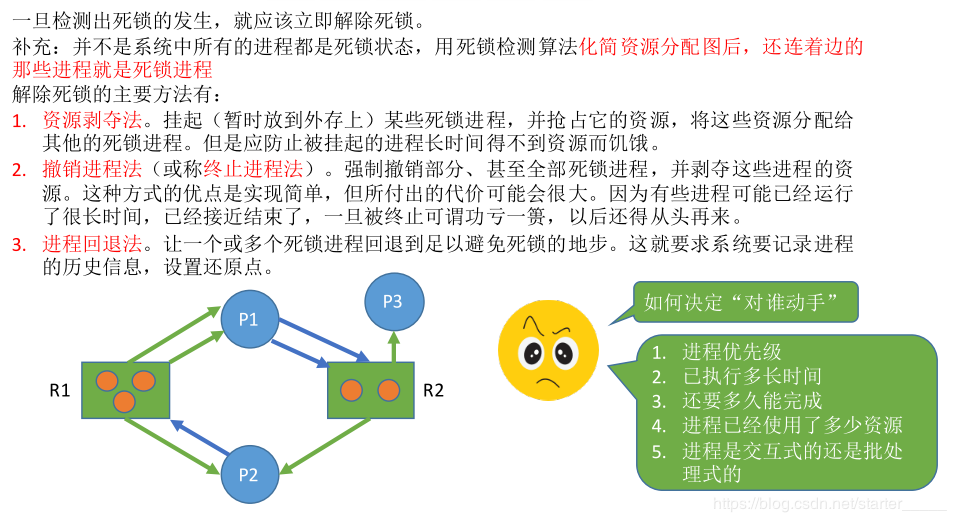 一旦检测出死锁的发生，就应该立即解除死锁。
补充：并不是系统中所有的进程都是死锁状态，用死锁检测算法化简资源分配图后，还连着边的
那些进程就是死锁进程
解除死锁的主要方法有：
1. 资源剥夺法。挂起（暂时放到外存上）某些死锁进程，并抢占它的资源，将这些资源分配给
其他的死锁进程。但是应防止被挂起的进程长时间得不到资源而饥饿。
2. 撤销进程法（或称终止进程法）。强制撤销部分、甚至全部死锁进程，并剥夺这些进程的资
源。这种方式的优点是实现简单，但所付出的代价可能会很大。因为有些进程可能已经运行
了很长时间，已经接近结束了，一旦被终止可谓功亏一篑，以后还得从头再来。
3. 进程回退法。让一个或多个死锁进程回退到足以避免死锁的地步。这就要求系统要记录进程
的历史信息，设置还原点。
P1
P3
R1
R2
P2
如何决定“对谁动手”
1. 进程优先级
2. 已执行多长时间
3. 还要多久能完成
4. 进程已经使用了多少资源
5. 进程是交互式的还是批处
理式的
https://blog.csdn.net/starter______